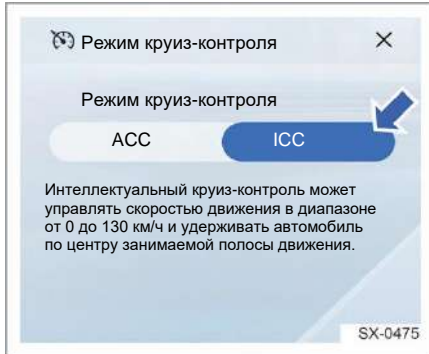 Режим круиз-контроля
Режим круиз-контроля
ACC
ICC
Интеллектуальный круиз-контроль может
управлять скоростью движения в диапазоне
от 0 до 130 км/ч и удерживать автомобиль
по центру занимаемой полосы движения.
SX-0475